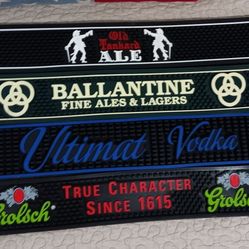 Old
Tankard
ALE
BALLANTINE
FINE ALES & LAGERS
Ultimat Vodka
Grolsch TRUE CHARACTER Grolsch
SINCE 1615